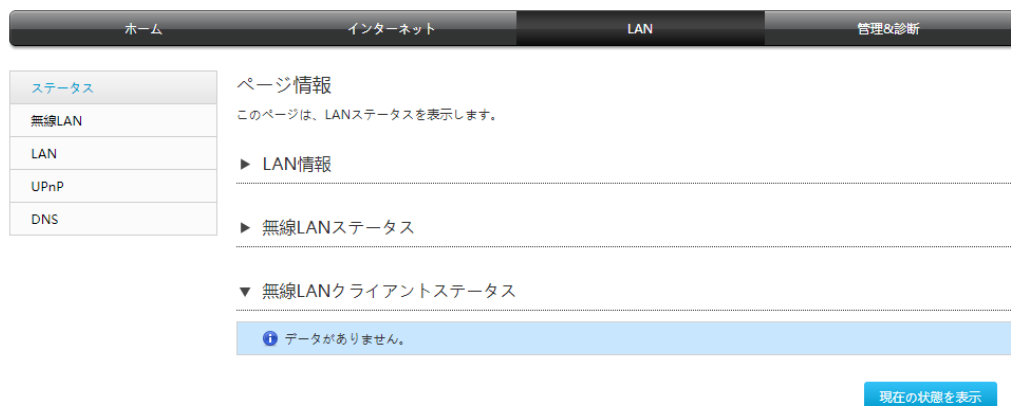 ホーム インターネット LAN 管理&診断
ステータス
無線LAN
LAN
UPnP
DNS
ページ情報
このページは、LANステータスを表示します。
LAN情報
無線LANステータス
無線LANクライアントステータス
データがありません。
現在の状態を表示